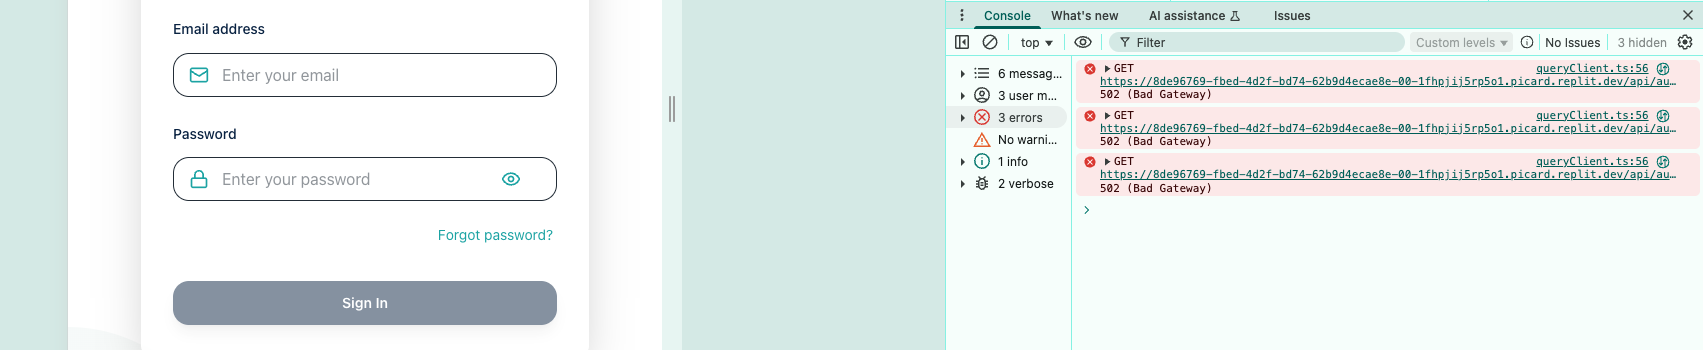 Email address
Enter your email
Password
Enter your password
Forgot password?
Sign In
Console What's new AI assistance Issues
top Filter Custom levels No Issues 3 hidden
6 messag...
3 user m...
3 errors
No warni...
1 info
2 verbose
GET queryClient.ts:56
https://8de96769-fbed-4d2f-bd74-62b9d4ecae8e-00-1fhpjij5rp5o1.picard.replit.dev/api/au…
502 (Bad Gateway)
GET queryClient.ts:56
https://8de96769-fbed-4d2f-bd74-62b9d4ecae8e-00-1fhpjij5rp5o1.picard.replit.dev/api/au…
502 (Bad Gateway)
GET queryClient.ts:56
https://8de96769-fbed-4d2f-bd74-62b9d4ecae8e-00-1fhpjij5rp5o1.picard.replit.dev/api/au…
502 (Bad Gateway)